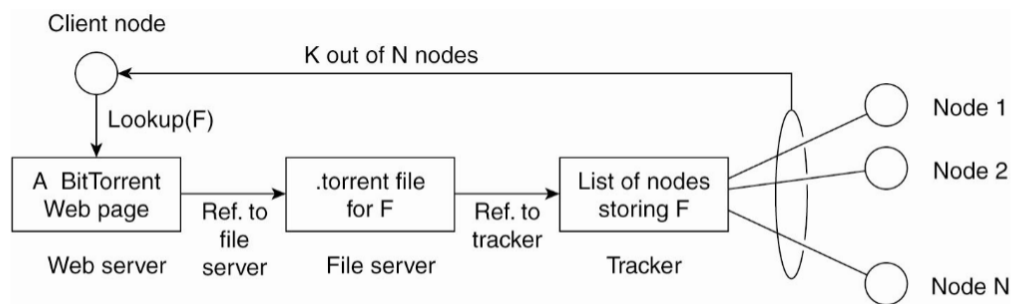 Client node
K out of N nodes
Lookup(F)
Node 1
Node 2
A BitTorrent
Web page
Ref. to
file
server
.torrent file
for F
Ref. to
tracker
List of nodes
storing F
Web server
File server
Tracker
Node N